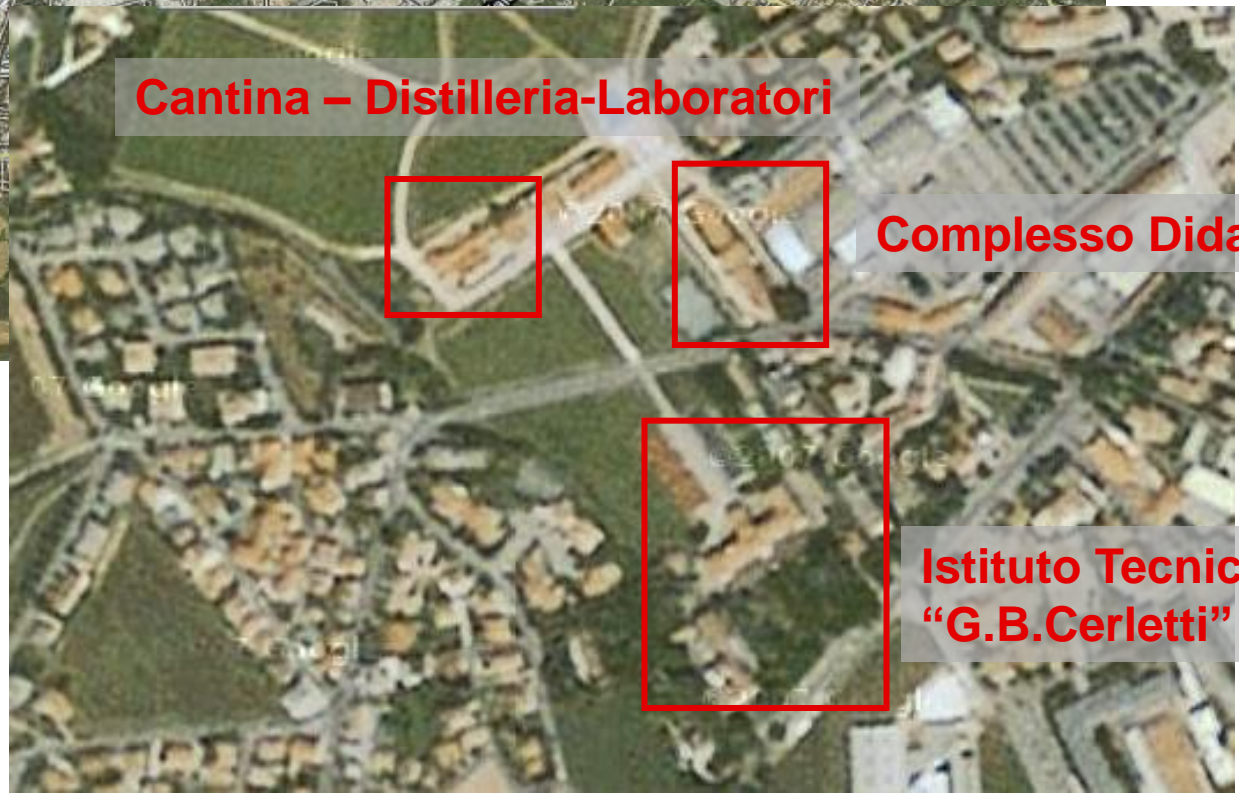 Cantina – Distilleria-Laboratori
Complesso Dida
Istituto Tecnic
“G.B.Cerletti”